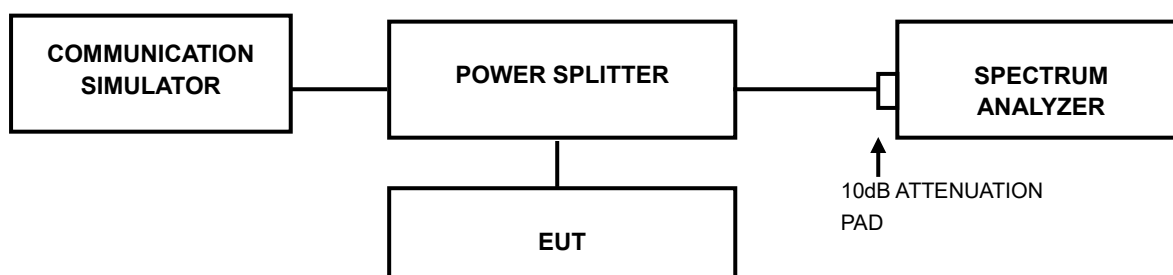 COMMUNICATION
SIMULATOR
POWER SPLITTER
SPECTRUM
ANALYZER
10dB ATTENUATION
PAD
EUT